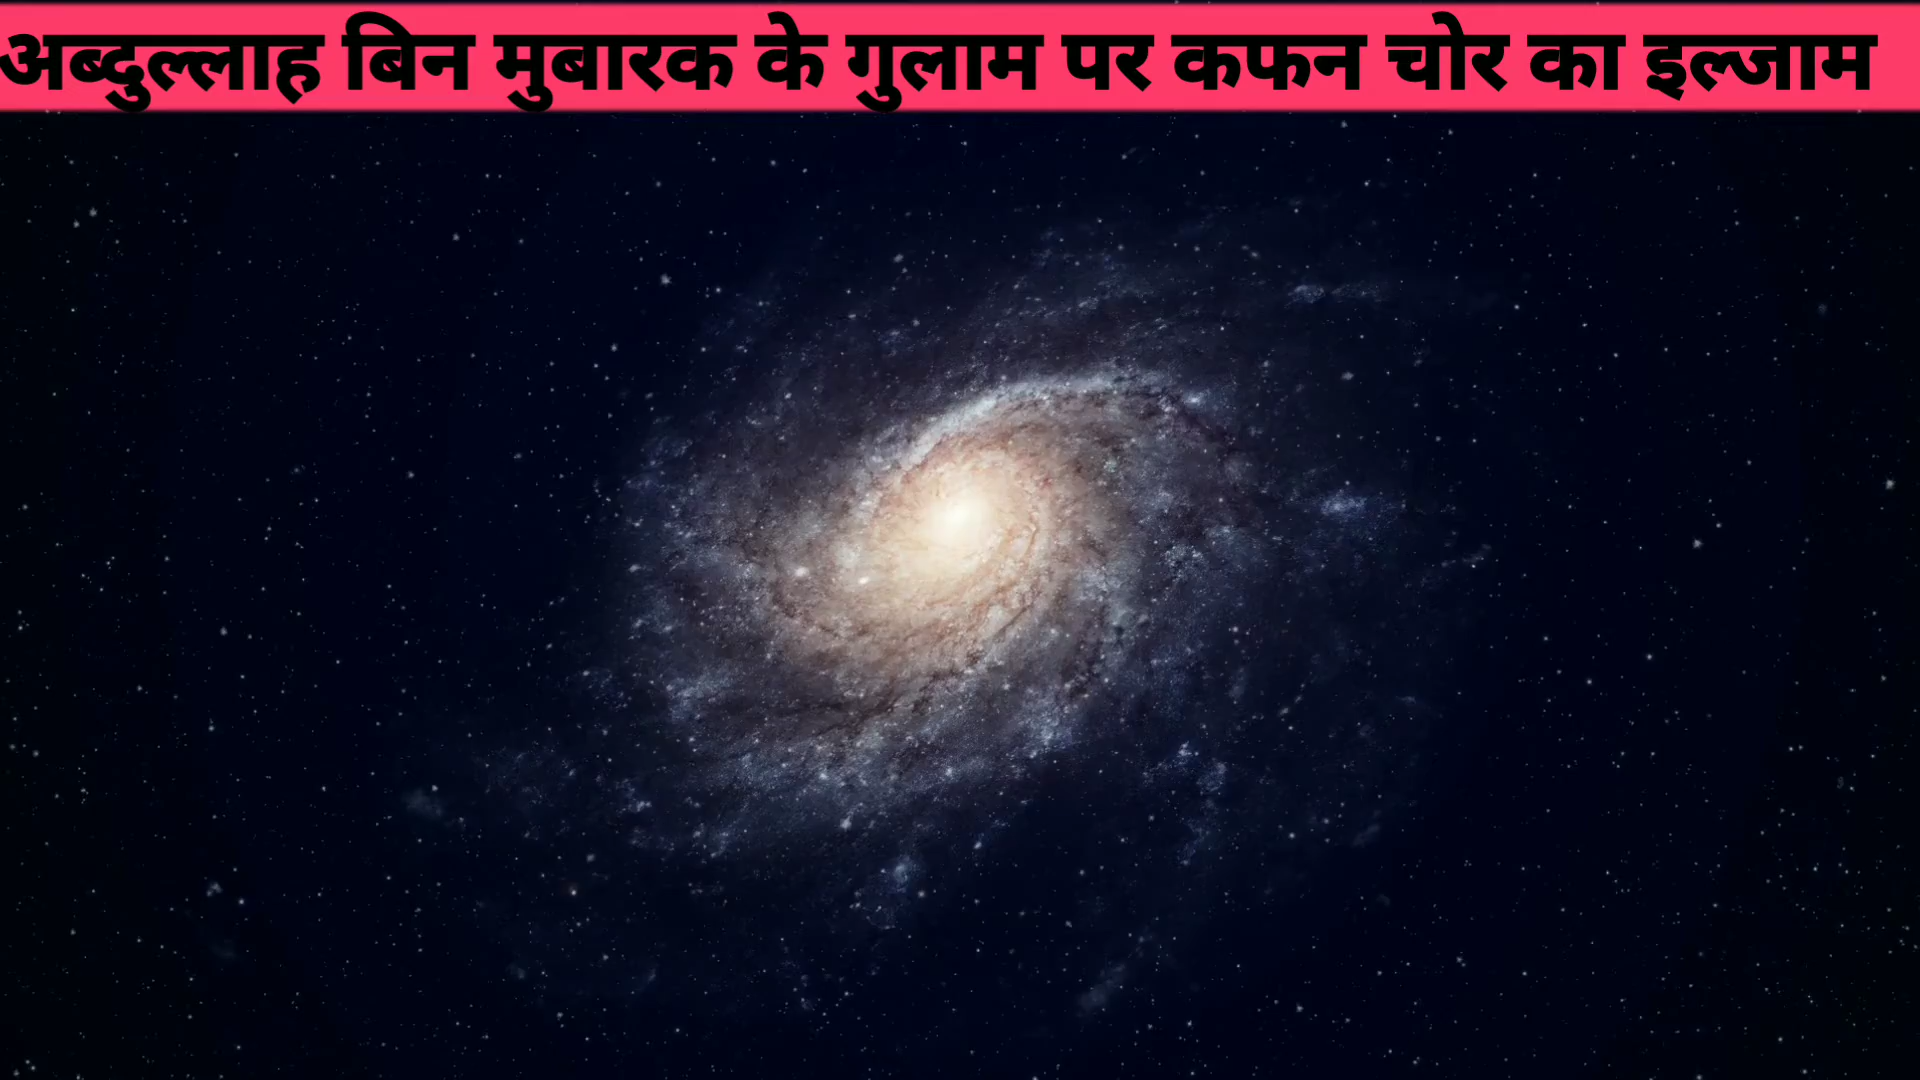 अब्दुल्लाह बिन मुबारक के गुलाम पर कफन चोर का इल्जाम